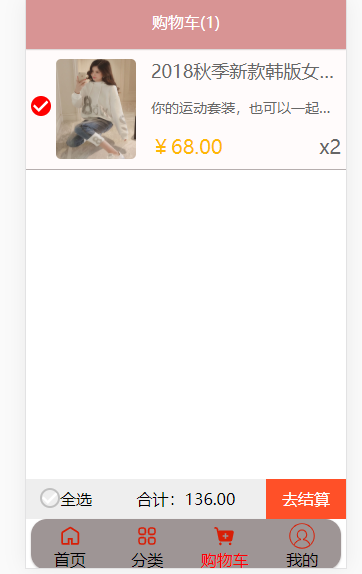 购物车(1)
2018秋季新款韩版女...
你的运动套装，也可以一起...
￥68.00 x2
全选 合计：136.00 去结算
首页 分类 购物车 我的